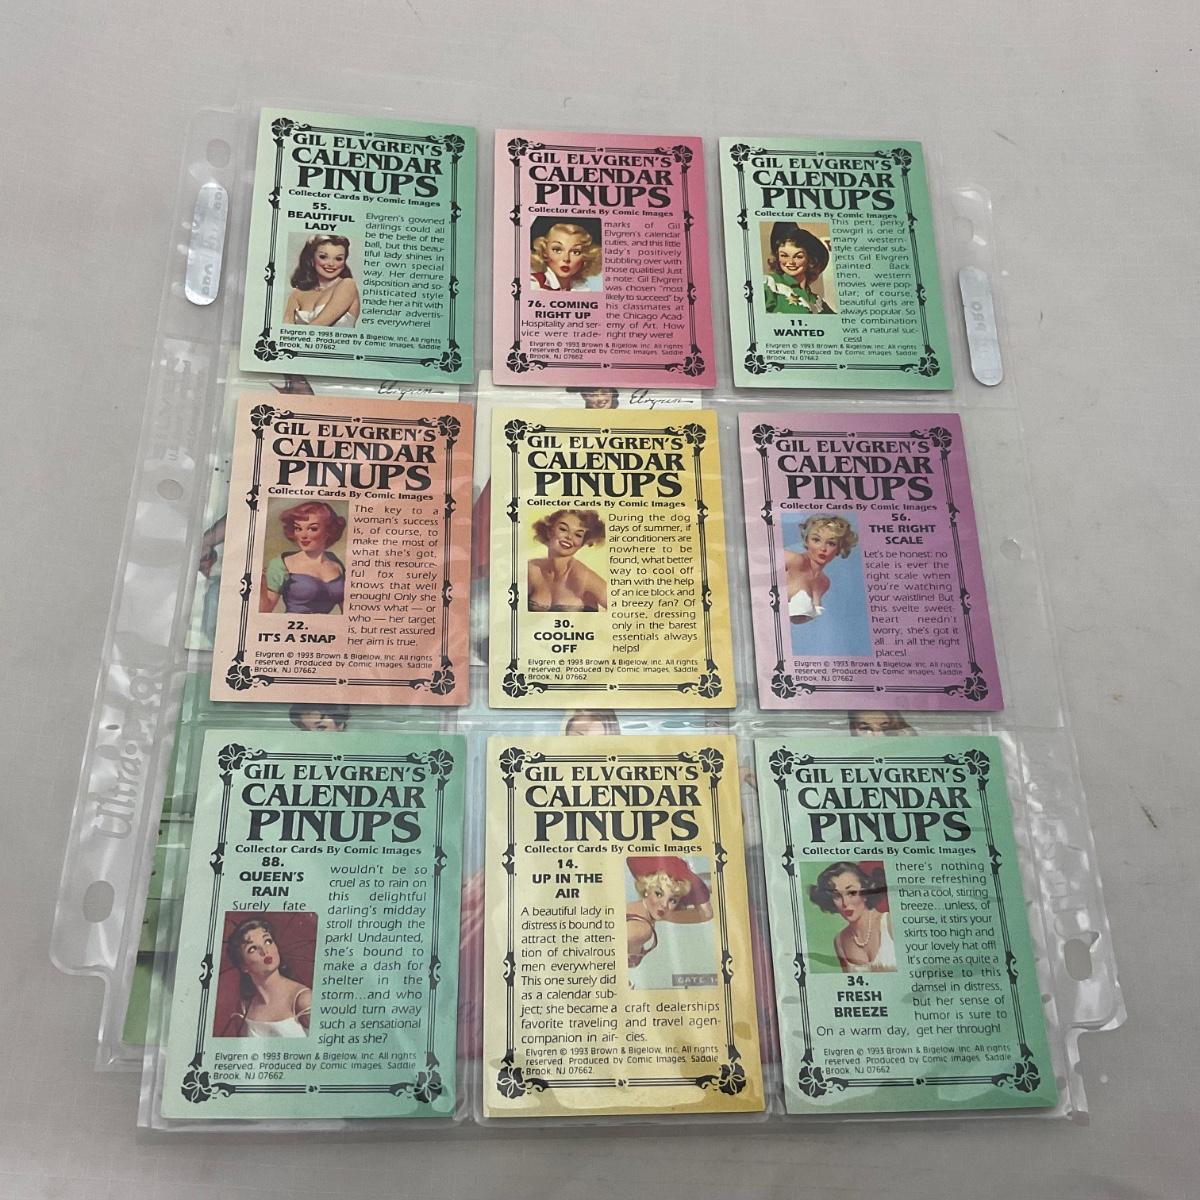 GIL ELVGREN'S
CALENDAR
PINUPS
Collector Cards By Comic Images
55.
BEAUTIFUL
LADY
Elvgren's gowned
darlings could all
be the belle of the
ball, but this beau-
tiful lady shines in
her own special
way. Her demure
disposition and so-
phisticated style
made her a hit with
calendar advertis-
ers everywhere!
Elvgren © 1993 Brown & Bigelow, Inc. All rights
reserved. Produced by Comic Images, Saddle
Brook, NJ 07662.
GIL ELVGREN'S
CALENDAR
PINUPS
Collector Cards By Comic Images
76. COMING
RIGHT UP
Hospitality and ser-
vice were trade-
marks of Gil
Elvgren's calendar
cuties, and this little
lady's positively
bubbling over with
those qualities! Just
a note: Gil Elvgren
was chosen "most
likely to succeed" by
his classmates at
the Chicago Acad-
emy of Art. How
right they were!
Elvgren © 1993 Brown & Bigelow, Inc. All rights
reserved. Produced by Comic Images, Saddle
Brook, NJ 07662.
GIL ELVGREN'S
CALENDAR
PINUPS
Collector Cards By Comic Images
11.
WANTED
This pert, perky
cowgirl is one of
many western-
style calendar sub-
jects Gil Elvgren
painted. Back
then, western
movies were pop-
ular; of course,
beautiful girls are
always popular. So
the combination
was a natural suc-
cess!
Elvgren © 1993 Brown & Bigelow, Inc. All rights
reserved. Produced by Comic Images, Saddle
Brook, NJ 07662.
Elvgren
Elvgren
GIL ELVGREN'S
CALENDAR
PINUPS
Collector Cards By Comic Images
22.
IT'S A SNAP
The key to a
woman's success
is, of course, to
make the most of
what she's got,
and this resource-
ful fox surely
knows that well
enough! Only she
knows what — or
who — her target
is, but rest assured
her aim is true.
Elvgren © 1993 Brown & Bigelow, Inc. All rights
reserved. Produced by Comic Images, Saddle
Brook, NJ 07662.
GIL ELVGREN'S
CALENDAR
PINUPS
Collector Cards By Comic Images
30.
COOLING
OFF
During the dog
days of summer, if
air conditioners are
nowhere to be
found, what better
way to cool off
than with the help
of an ice block and
a breezy fan? Of
course, dressing
only in the barest
essentials always
helps!
Elvgren © 1993 Brown & Bigelow, Inc. All rights
reserved. Produced by Comic Images, Saddle
Brook, NJ 07662.
GIL ELVGREN'S
CALENDAR
PINUPS
Collector Cards By Comic Images
56.
THE RIGHT
SCALE
Let's be honest: no
scale is ever the
right scale when
you're watching
your waistline! But
this svelte sweet-
heart needn't
worry; she's got it
all...in all the right
places!
Elvgren © 1993 Brown & Bigelow, Inc. All rights
reserved. Produced by Comic Images, Saddle
Brook, NJ 07662.
GIL ELVGREN'S
CALENDAR
PINUPS
Collector Cards By Comic Images
88.
QUEEN'S
RAIN
Surely fate
wouldn't be so
cruel as to rain on
this delightful
darling's midday
stroll through the
park! Undaunted,
she's bound to
make a dash for
shelter in the
storm...and who
would turn away
such a sensational
sight as she?
Elvgren © 1993 Brown & Bigelow, Inc. All rights
reserved. Produced by Comic Images, Saddle
Brook, NJ 07662.
GIL ELVGREN'S
CALENDAR
PINUPS
Collector Cards By Comic Images
14.
UP IN THE
AIR
A beautiful lady in
distress is bound to
attract the atten-
tion of chivalrous
men everywhere!
This one surely did
as a calendar sub-
ject; she became a
favorite traveling
companion in air-
GATE 1
craft dealerships
and travel agen-
cies.
Elvgren © 1993 Brown & Bigelow, Inc. All rights
reserved. Produced by Comic Images, Saddle
Brook, NJ 07662.
GIL ELVGREN'S
CALENDAR
PINUPS
Collector Cards By Comic Images
34.
FRESH
BREEZE
On a warm day,
there's nothing
more refreshing
than a cool, stirring
breeze...unless, of
course, it stirs your
skirts too high and
your lovely hat off!
It's come as quite a
surprise to this
damsel in distress,
but her sense of
humor is sure to
get her through!
Elvgren © 1993 Brown & Bigelow, Inc. All rights
reserved. Produced by Comic Images, Saddle
Brook, NJ 07662.